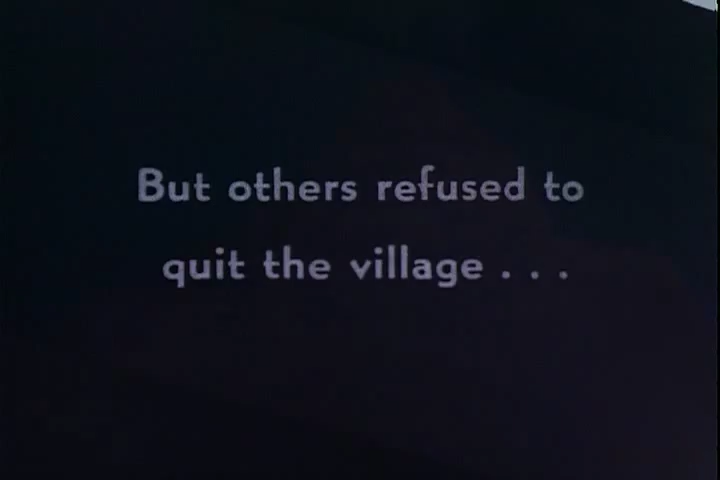 But others refused to
quit the village . . .